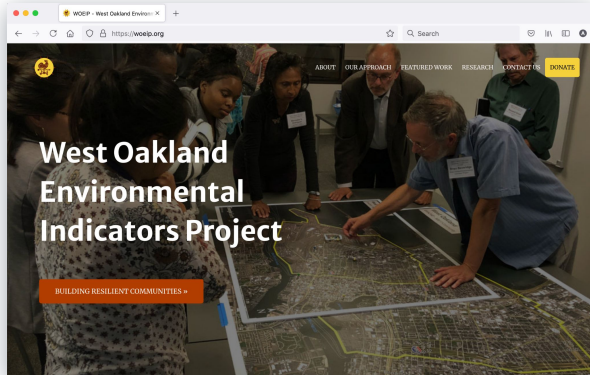 WOEIP – West Oakland Environm
https://woeip.org
Search
ABOUT OUR APPROACH FEATURED WORK RESEARCH CONTACT US DONATE
West Oakland
Environmental
Indicators Project
BUILDING RESILIENT COMMUNITIES »